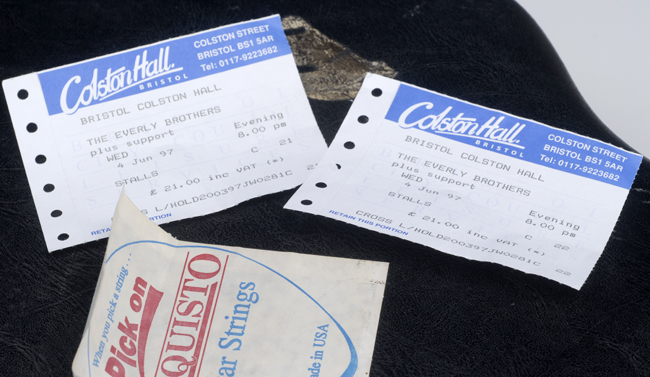 Colston Hall.
BRISTOL
COLSTON STREET
BRISTOL BS1 5AR
Tel: 0117-9223682
BRISTOL COLSTON HALL
THE EVERLY BROTHERS
plus support Evening
WED 8.00 pm
4 Jun 97
STALLS C 21
£ 21.00 inc VAT (*)
CROSS L/HOLD200397JW0281C 22
RETAIN THIS PORTION
Colston Hall.
BRISTOL
COLSTON STREET
BRISTOL BS1 5AR
Tel: 0117-9223682
BRISTOL COLSTON HALL
THE EVERLY BROTHERS
plus support Evening
WED 8.00 pm
4 Jun 97
STALLS C 22
£ 21.00 inc VAT (*)
CROSS L/HOLD200397JW0281C 22
RETAIN THIS PORTION
When you pick a string...
Pick on
QUISTO
ar Strings
ade in USA